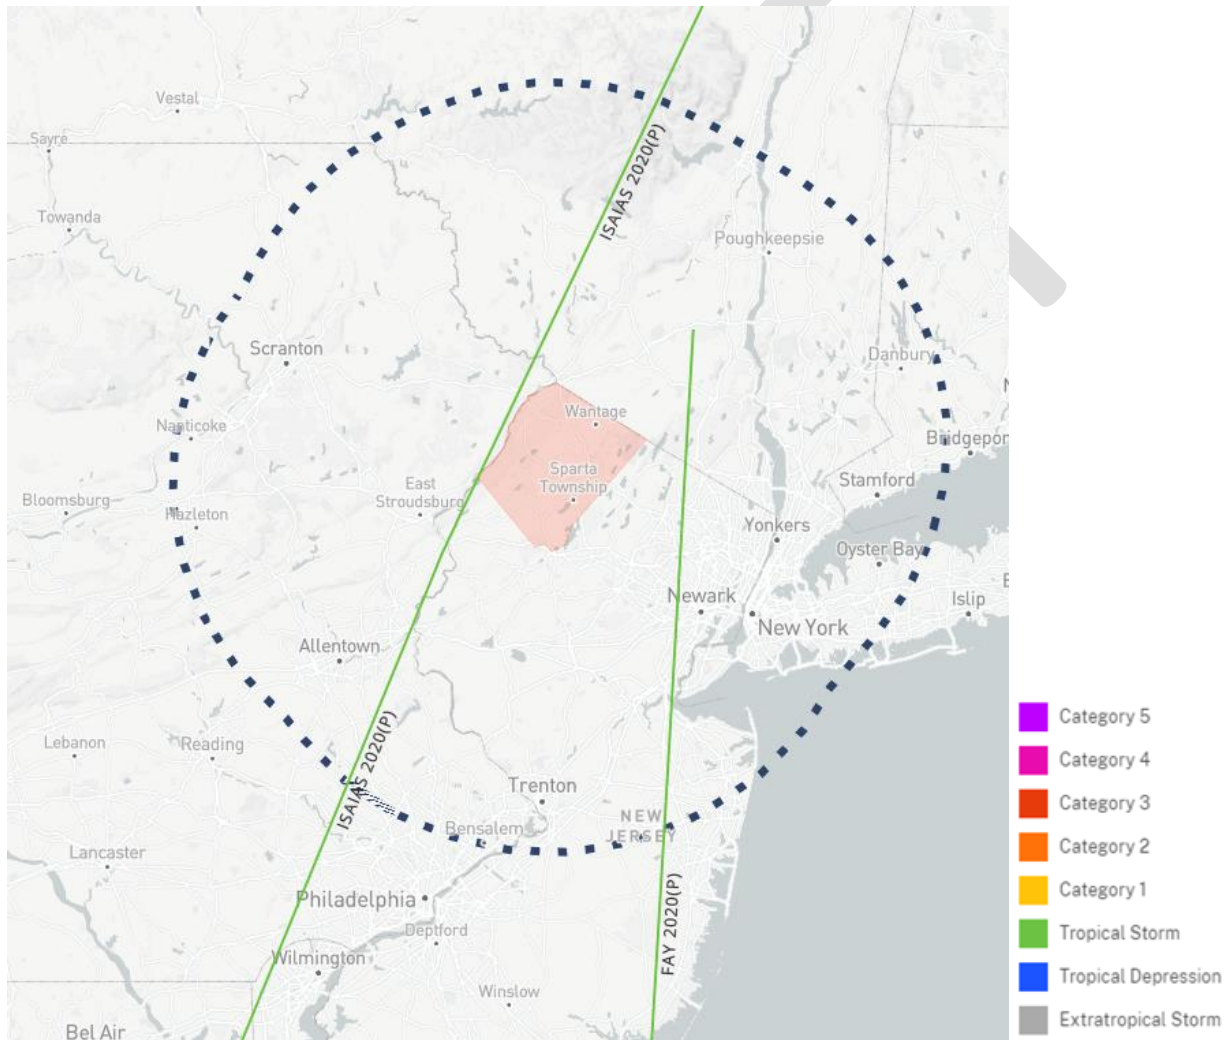 Vestal
Sayre
Towanda
ISAIAS 2020(P)
Poughkeepsie
Scranton
Danbury
Wantage
Nanticoke
Bridgepor
Sparta
Township
East
Stroudsburg
Stamford
Bloomsburg
Hazleton
Yonkers
Oyster Bay
Newark
Islip
New York
Allentown
Lebanon
Reading
ISAIAS 2020(P)
Trenton
NEW
JERSEY
Bensalem
Lancaster
Philadelphia
Deptford
FAY 2020(P)
Wilmington
Winslow
Bel Air
Category 5
Category 4
Category 3
Category 2
Category 1
Tropical Storm
Tropical Depression
Extratropical Storm